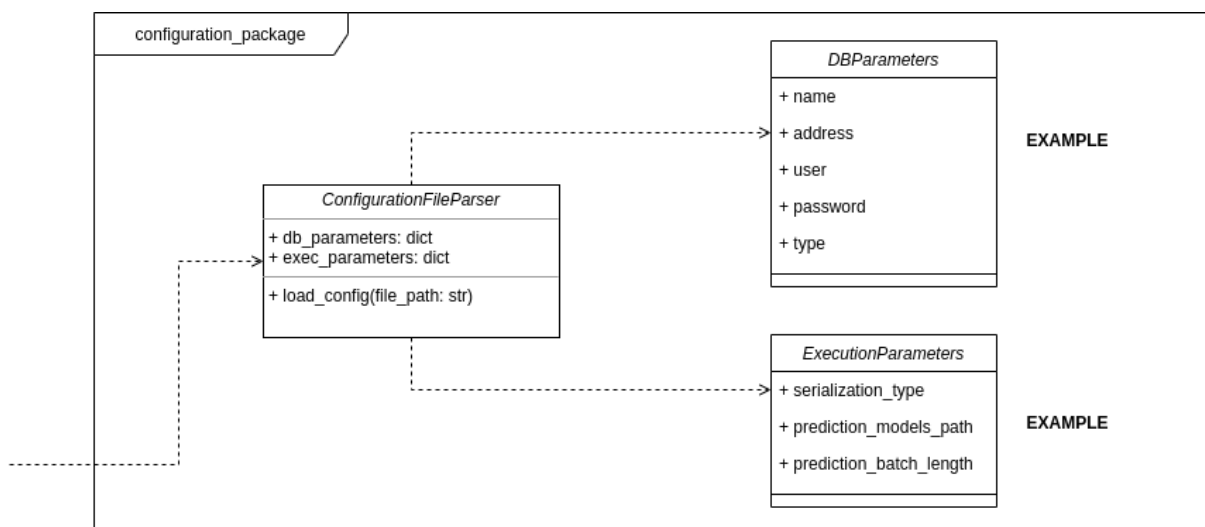 configuration_package
DBParameters
+ name
+ address
+ user
+ password
+ type
EXAMPLE
ConfigurationFileParser
+ db_parameters: dict
+ exec_parameters: dict
+ load_config(file_path: str)
ExecutionParameters
+ serialization_type
+ prediction_models_path
+ prediction_batch_length
EXAMPLE